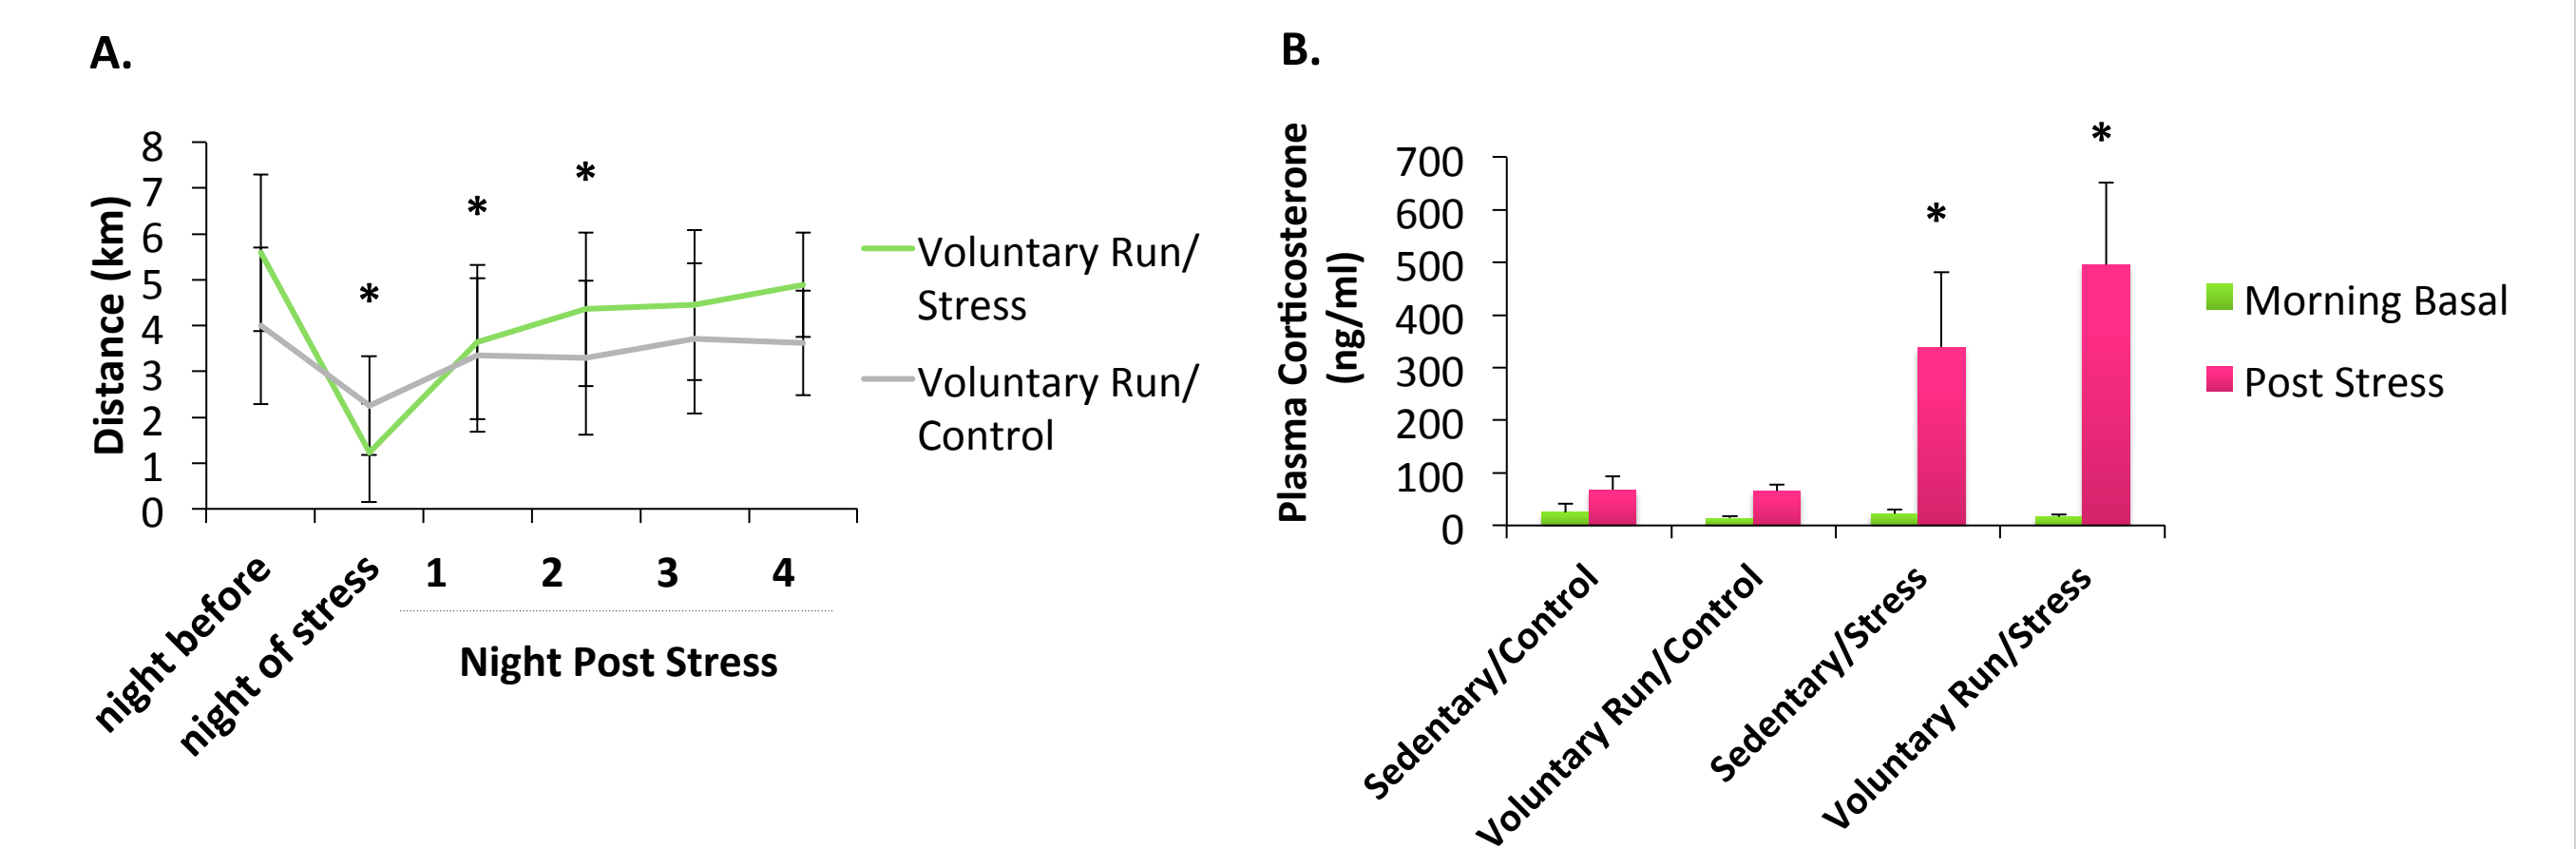 A.
Distance (km)
8
7
6
5
4
3
2
1
0
*
*
*
night before
night of stress
1
2
3
4
Night Post Stress
Voluntary Run/
Stress
Voluntary Run/
Control
B.
Plasma Corticosterone
(ng/ml)
700
600
500
400
300
200
100
0
*
*
Sedentary/Control
Voluntary Run/Control
Sedentary/Stress
Voluntary Run/Stress
Morning Basal
Post Stress